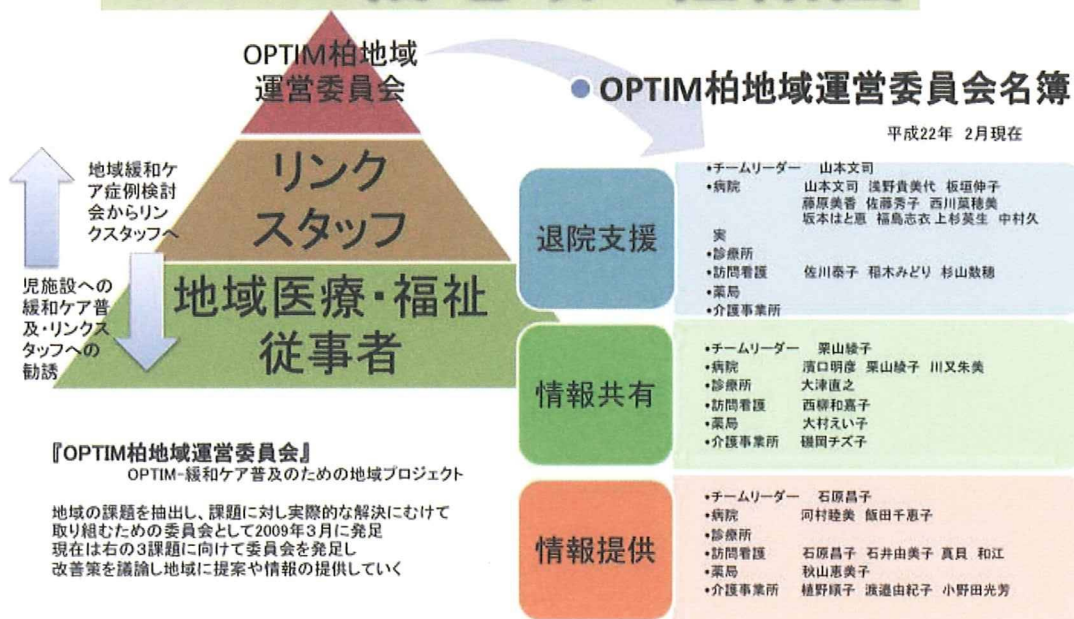 OPTIM柏地域
運営委員会
リンク
スタッフ
地域医療・福祉
従事者
地域緩和ケ
ア症例検討
会からリン
クスタッフへ
児施設への
緩和ケア普
及・リンクス
タッフへの
勧誘
『OPTIM柏地域運営委員会』
OPTIM-緩和ケア普及のための地域プロジェクト
地域の課題を抽出し、課題に対し実際的な解決にむけて
取り組むための委員会として2009年3月に発足
現在は右の3課題に向けて委員会を発足し
改善策を議論し地域に提案や情報の提供していく
•OPTIM柏地域運営委員会名簿
平成22年 2月現在
退院支援
•チームリーダー 山本文司
•病院 山本文司 浅野貴美代 板垣伸子
藤原美香 佐藤秀子 西川菜穂美
坂本はと恵 福島志衣 上杉英生 中村久
実
•診療所
•訪問看護 佐川泰子 稲木みどり 杉山数穂
•薬局
•介護事業所
情報共有
•チームリーダー 栗山綾子
•病院 濱口明彦 栗山綾子 川又朱美
•診療所 大津直之
•訪問看護 西柳和嘉子
•薬局 大村えい子
•介護事業所 磯岡チズ子
情報提供
•チームリーダー 石原昌子
•病院 河村睦美 飯田千恵子
•診療所
•訪問看護 石原昌子 石井由美子 真貝 和江
•薬局 秋山恵美子
•介護事業所 植野順子 渡邉由紀子 小野田光芳